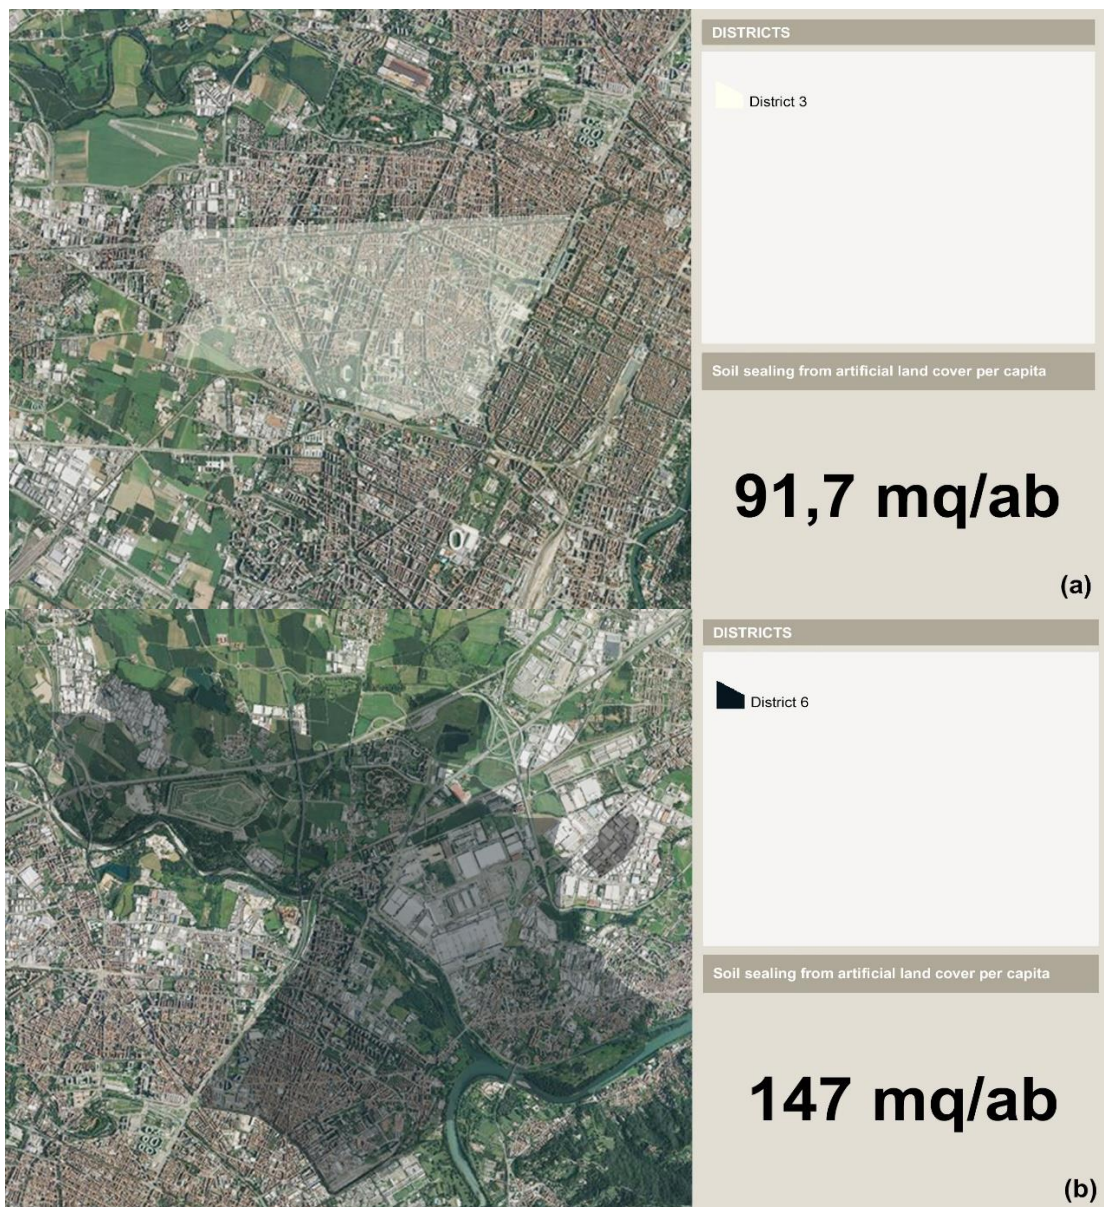 DISTRICTS
District 3
Soil sealing from artificial land cover per capita
91,7 mq/ab
(a)
DISTRICTS
District 6
Soil sealing from artificial land cover per capita
147 mq/ab
(b)